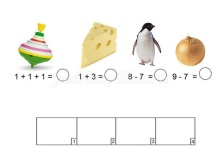 1 + 1 + 1 = 1 + 3 = 8 - 7 = 9 - 7 =
1 2 3 4